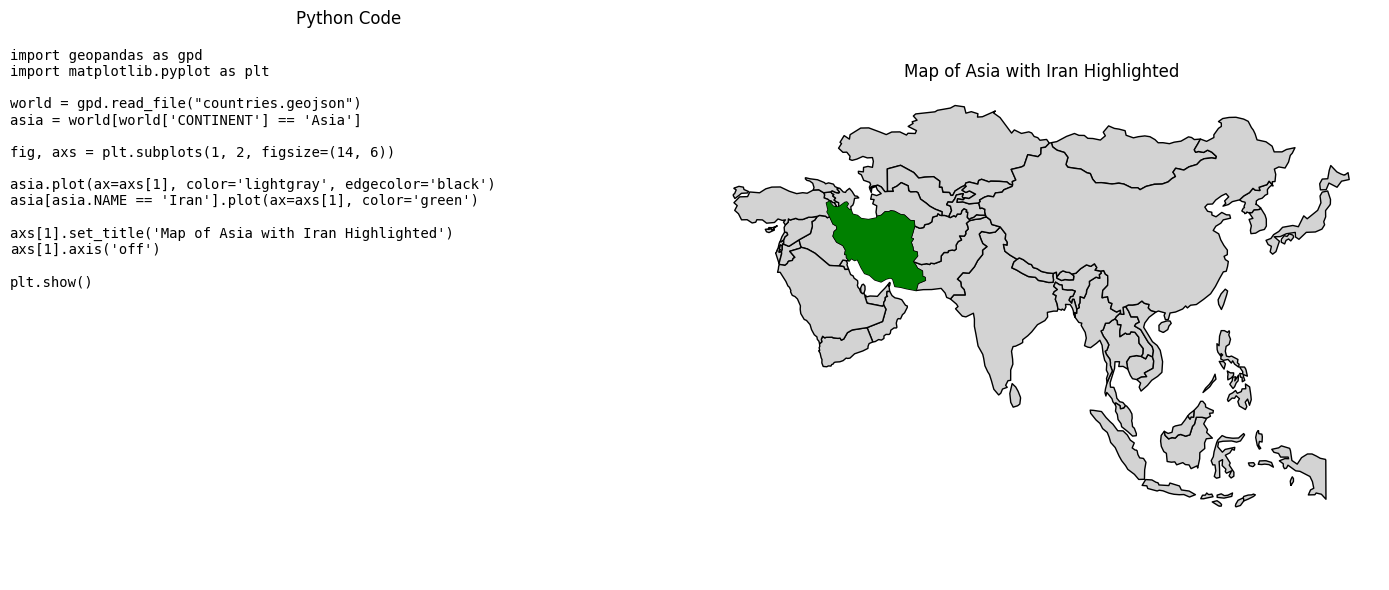 Python Code
import geopandas as gpd
import matplotlib.pyplot as plt
world = gpd.read_file("countries.geojson")
asia = world[world['CONTINENT'] == 'Asia']
fig, axs = plt.subplots(1, 2, figsize=(14, 6))
asia.plot(ax=axs[1], color='lightgray', edgecolor='black')
asia[asia.NAME == 'Iran'].plot(ax=axs[1], color='green')
axs[1].set_title('Map of Asia with Iran Highlighted')
axs[1].axis('off')
plt.show()
Map of Asia with Iran Highlighted